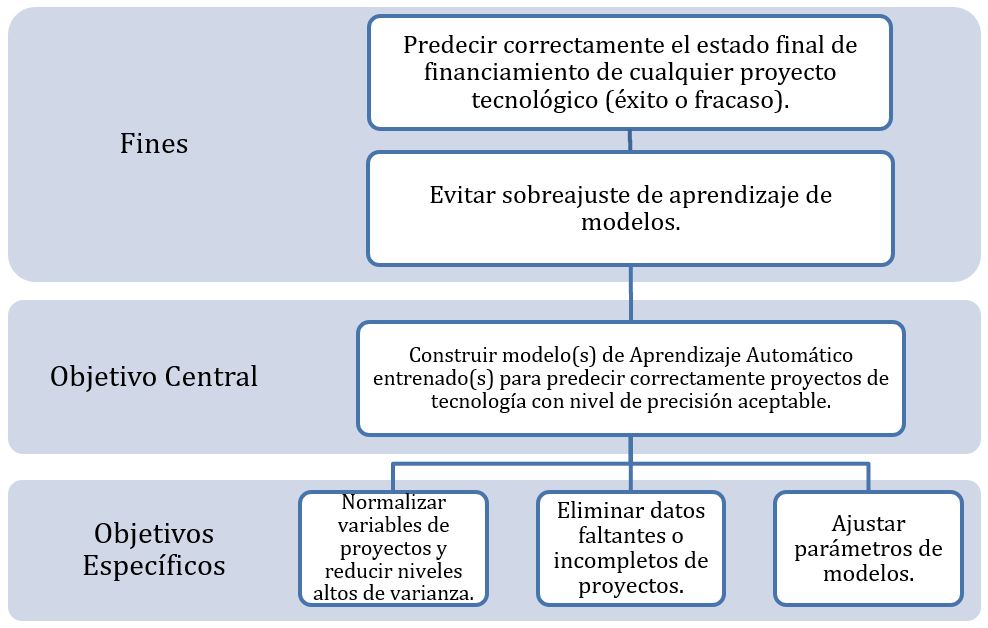 Fines
Predecir correctamente el estado final de
financiamiento de cualquier proyecto
tecnológico (éxito o fracaso).
Evitar sobreajuste de aprendizaje de
modelos.
Objetivo Central
Construir modelo(s) de Aprendizaje Automático
entrenado(s) para predecir correctamente proyectos de
tecnología con nivel de precisión aceptable.
Objetivos
Específicos
Normalizar
variables de
proyectos y
reducir niveles
altos de varianza.
Eliminar datos
faltantes o
incompletos de
proyectos.
Ajustar
parámetros de
modelos.